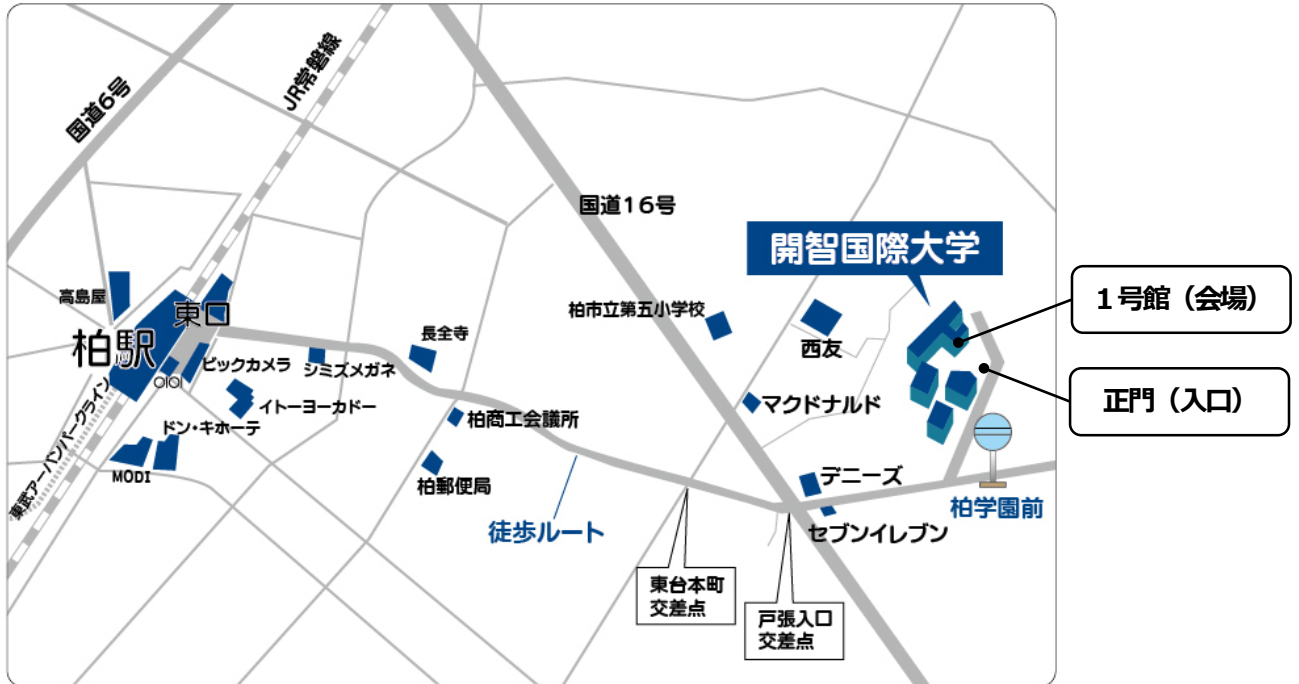 国道6号
JR常磐線
国道16号
開智国際大学
1号館（会場）
正門（入口）
高島屋
東口
柏駅
ビックカメラ
OIOI
シミズメガネ
長全寺
柏市立第五小学校
西友
マクドナルド
イトーヨーカドー
ドン・キホーテ
MODI
東武アーバンパークライン
柏商工会議所
柏郵便局
徒歩ルート
デニーズ
セブンイレブン
柏学園前
東台本町
交差点
戸張入口
交差点